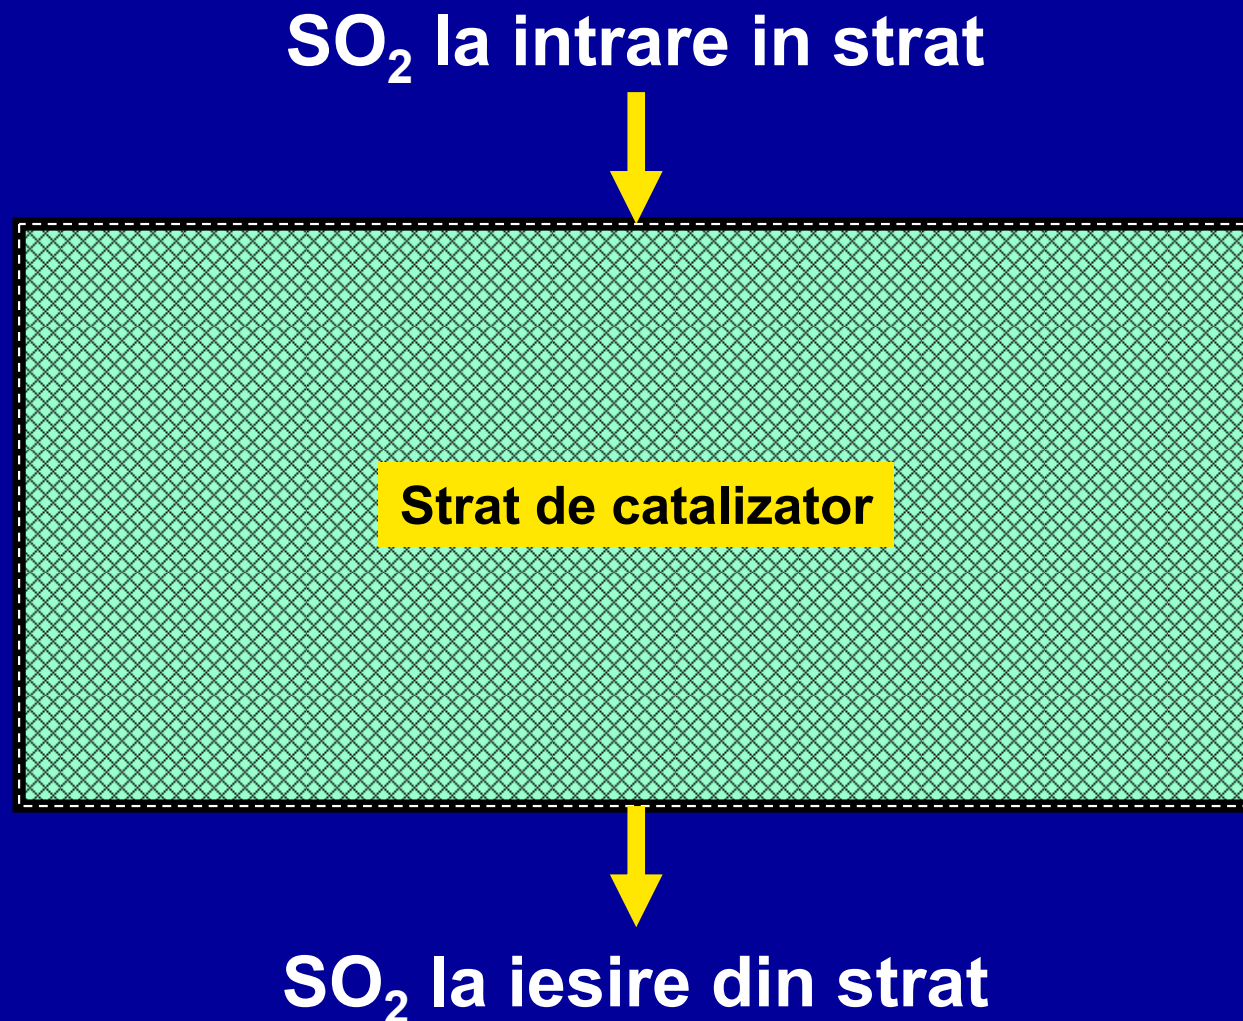 SO₂ la intrare in strat
Strat de catalizator
SO₂ la iesire din strat